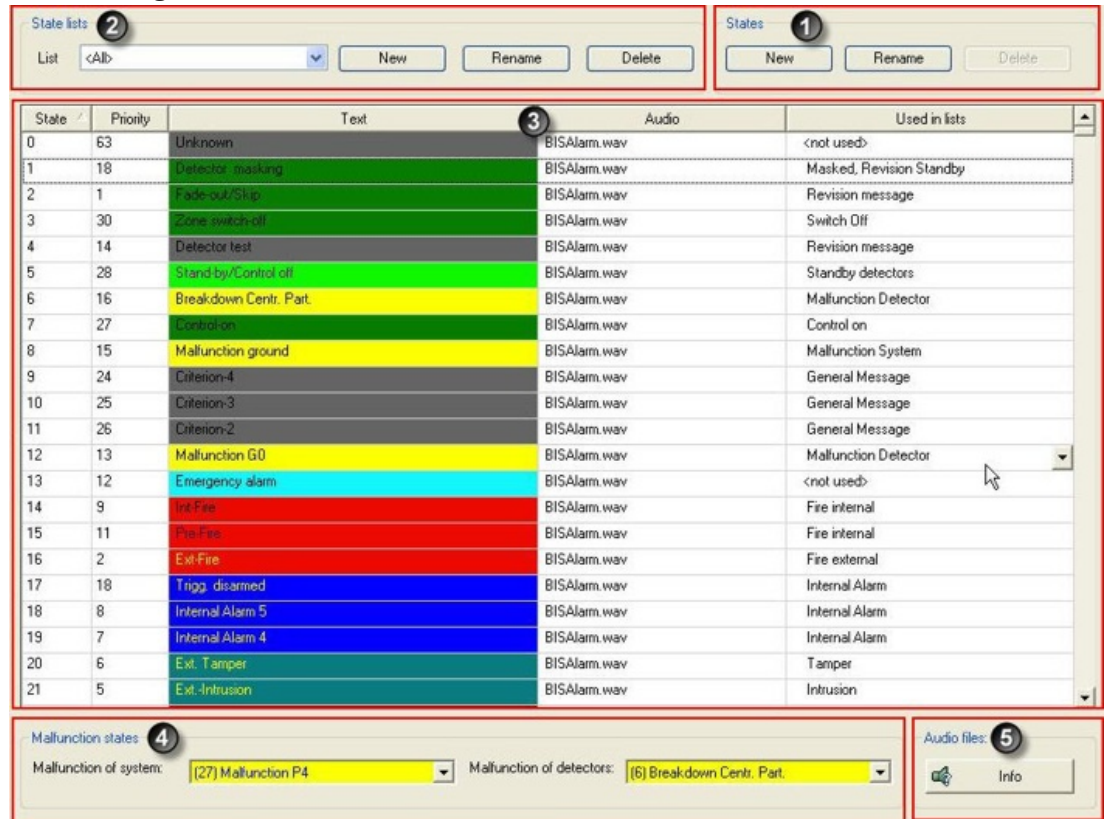 State lists 2 States 1
List <All> New Rename Delete New Rename Delete
State Priority Text 3 Audio Used in lists
0 63 Unknown BISAlarm.wav <not used>
1 18 Detector masking BISAlarm.wav Masked, Revision Standby
2 1 Fade-out/Skip BISAlarm.wav Revision message
3 30 Zone switch-off BISAlarm.wav Switch Off
4 14 Detector test BISAlarm.wav Revision message
5 28 Stand-by/Control off BISAlarm.wav Standby detectors
6 16 Breakdown Centr. Part. BISAlarm.wav Malfunction Detector
7 27 Control-on BISAlarm.wav Control on
8 15 Malfunction ground BISAlarm.wav Malfunction System
9 24 Criterion-4 BISAlarm.wav General Message
10 25 Criterion-3 BISAlarm.wav General Message
11 26 Criterion-2 BISAlarm.wav General Message
12 13 Malfunction G0 BISAlarm.wav Malfunction Detector
13 12 Emergency alarm BISAlarm.wav <not used>
14 9 Int-Fire BISAlarm.wav Fire internal
15 11 Pre-Fire BISAlarm.wav Fire internal
16 2 Ext-Fire BISAlarm.wav Fire external
17 18 Trigg. disarmed BISAlarm.wav Internal Alarm
18 8 Internal Alarm 5 BISAlarm.wav Internal Alarm
19 7 Internal Alarm 4 BISAlarm.wav Internal Alarm
20 6 Ext. Tamper BISAlarm.wav Tamper
21 5 Ext.-Intrusion BISAlarm.wav Intrusion
Malfunction states 4 Audio files: 5
Malfunction of system: (27) Malfunction P4 Malfunction of detectors: (6) Breakdown Centr. Part. Info